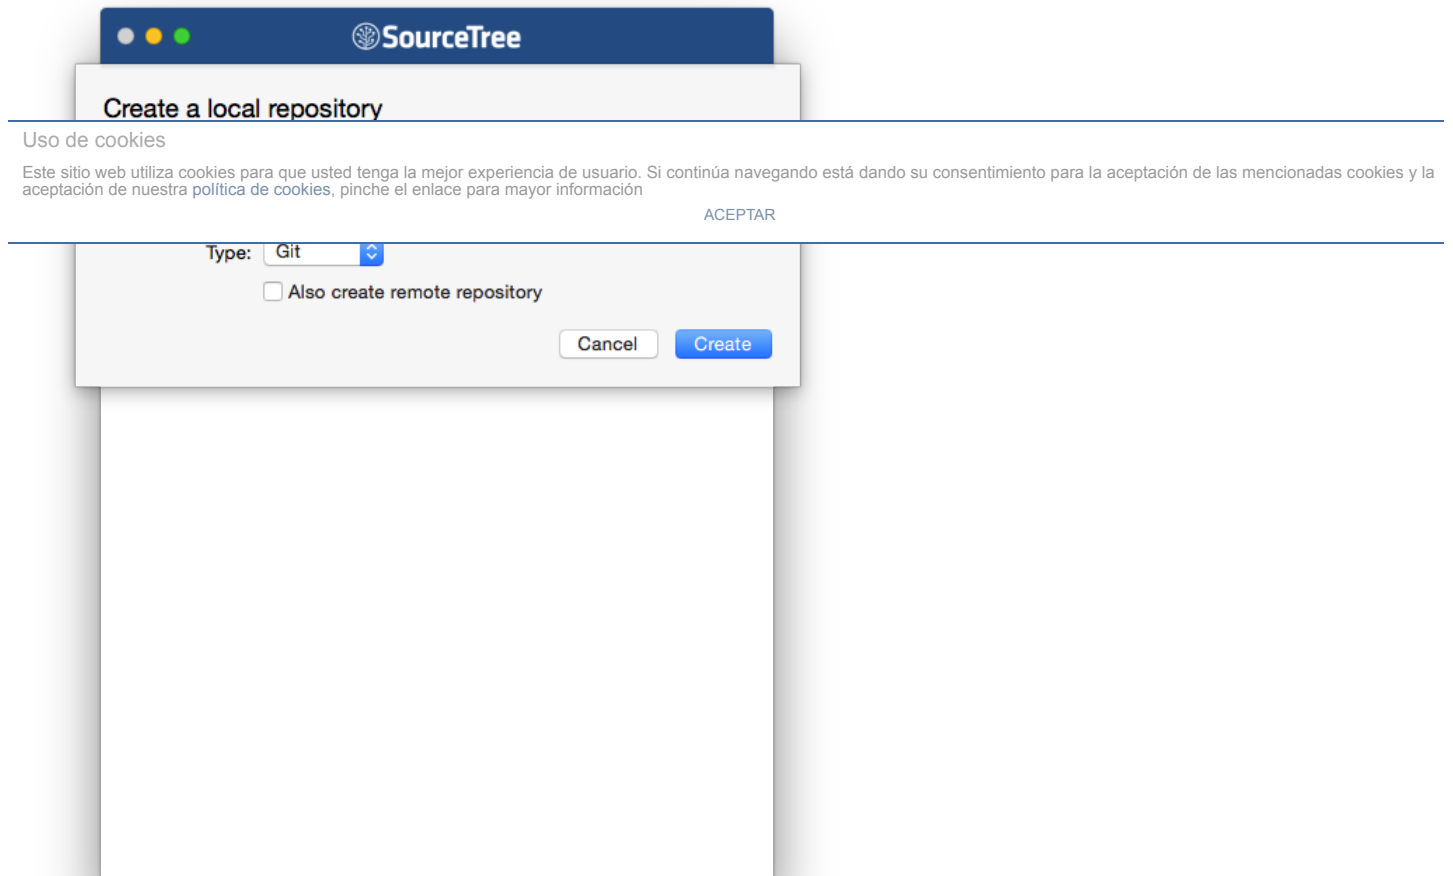 SourceTree
Create a local repository
Uso de cookies
Este sitio web utiliza cookies para que usted tenga la mejor experiencia de usuario. Si continúa navegando está dando su consentimiento para la aceptación de las mencionadas cookies y la
aceptación de nuestra política de cookies, pinche el enlace para mayor información
ACEPTAR
Type: Git
Also create remote repository
Cancel Create